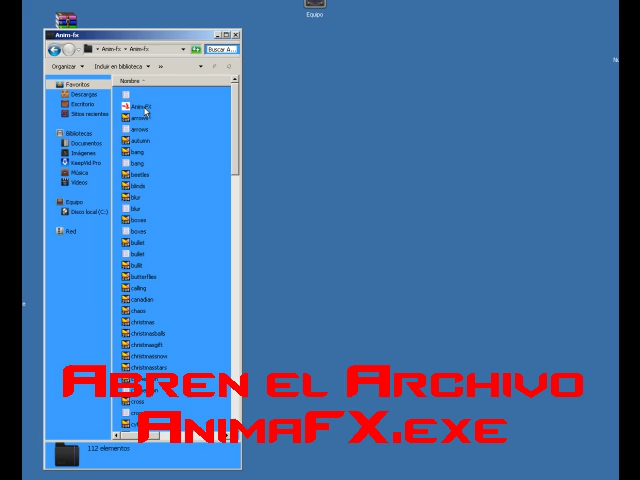 Equipo
Anim-fx
Anim-fx
Anim-fx
Buscar A...
Organizar
Incluir en biblioteca
»
Nombre
Favoritos
Descargas
Escritorio
Sitios recientes
Bibliotecas
Documentos
Imágenes
KeepVid Pro
Música
Vídeos
Equipo
Disco local (C:)
Red
Anim-FX
arrows
arrows
autumn
bang
bang
beetles
blinds
blur
blur
boxes
boxes
bullet
bullet
bullit
butterflies
calling
canadian
chaos
christmas
christmasballs
christmasgift
christmassnow
christmasstars
cross
Abren el Archivo
AnimaFX.exe
112 elementos